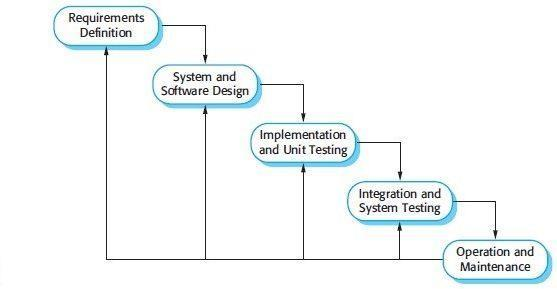 Requirements
Definition
System and
Software Design
Implementation
and Unit Testing
Integration and
System Testing
Operation and
Maintenance